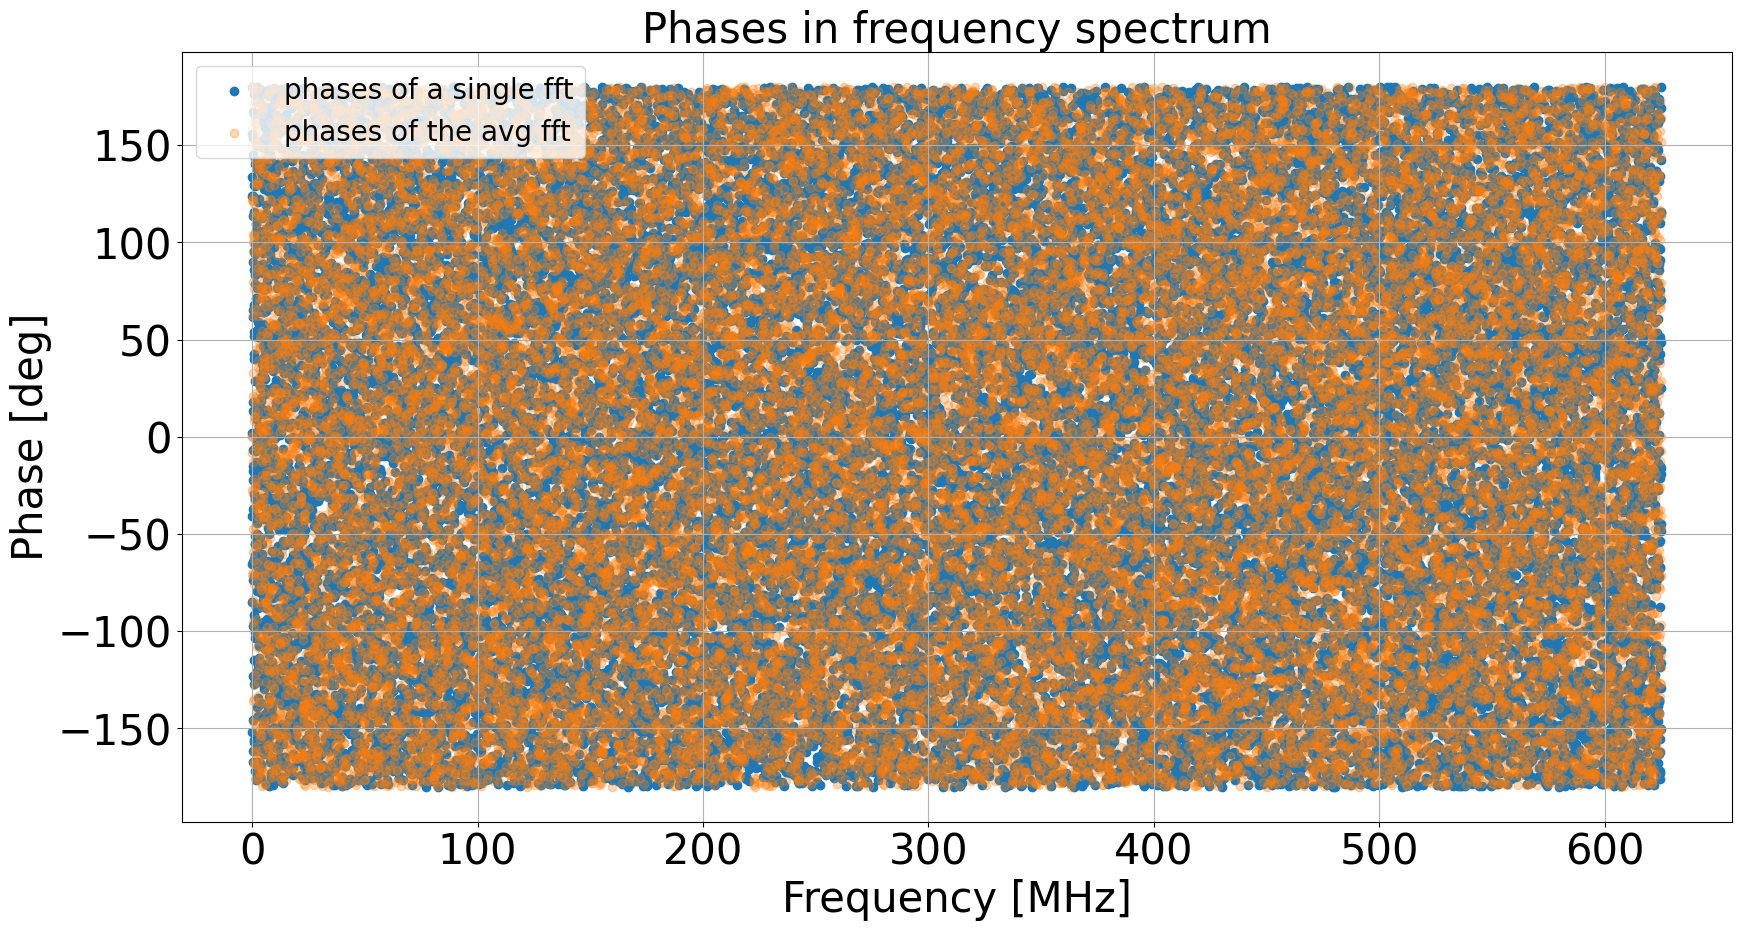 Phases in frequency spectrum
phases of a single fft
phases of the avg fft
150
100
50
0
−50
−100
−150
Phase [deg]
0 100 200 300 400 500 600
Frequency [MHz]